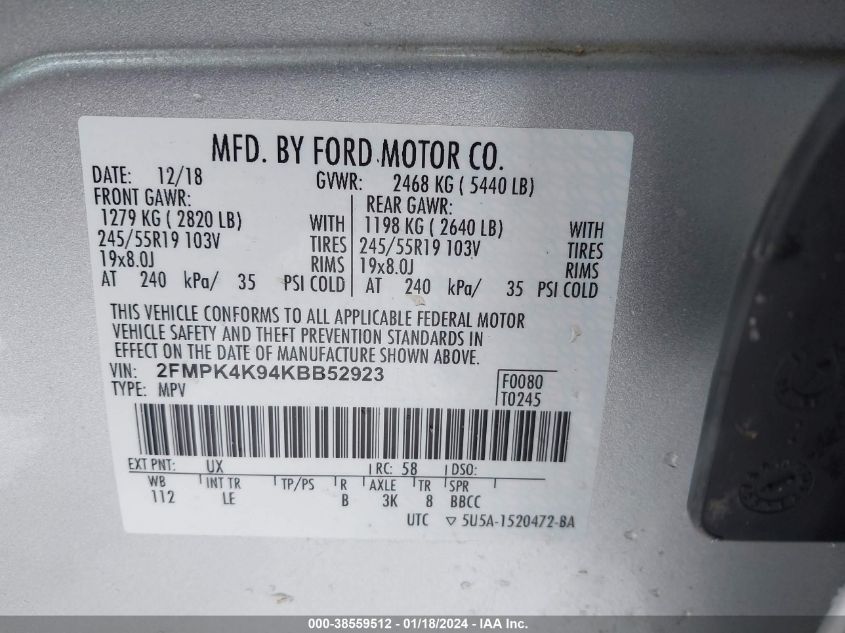 MFD. BY FORD MOTOR CO.
DATE: 12/18 GVWR: 2468 KG ( 5440 LB)
FRONT GAWR: REAR GAWR:
1279 KG ( 2820 LB) WITH 1198 KG ( 2640 LB) WITH
245/55R19 103V TIRES 245/55R19 103V TIRES
19x8.0J RIMS 19x8.0J RIMS
AT 240 kPa/ 35 PSI COLD AT 240 kPa/ 35 PSI COLD
THIS VEHICLE CONFORMS TO ALL APPLICABLE FEDERAL MOTOR
VEHICLE SAFETY AND THEFT PREVENTION STANDARDS IN
EFFECT ON THE DATE OF MANUFACTURE SHOWN ABOVE.
VIN: 2FMPK4K94KBB52923 F0080
TYPE: MPV T0245
EXT PNT: UX RC: 58 DSO:
WB INT TR TP/PS R AXLE TR SPR
112 LE B 3K 8 BBCC
UTC ▽ 5U5A-1520472-BA
000-38559512 - 01/18/2024 - IAA Inc.